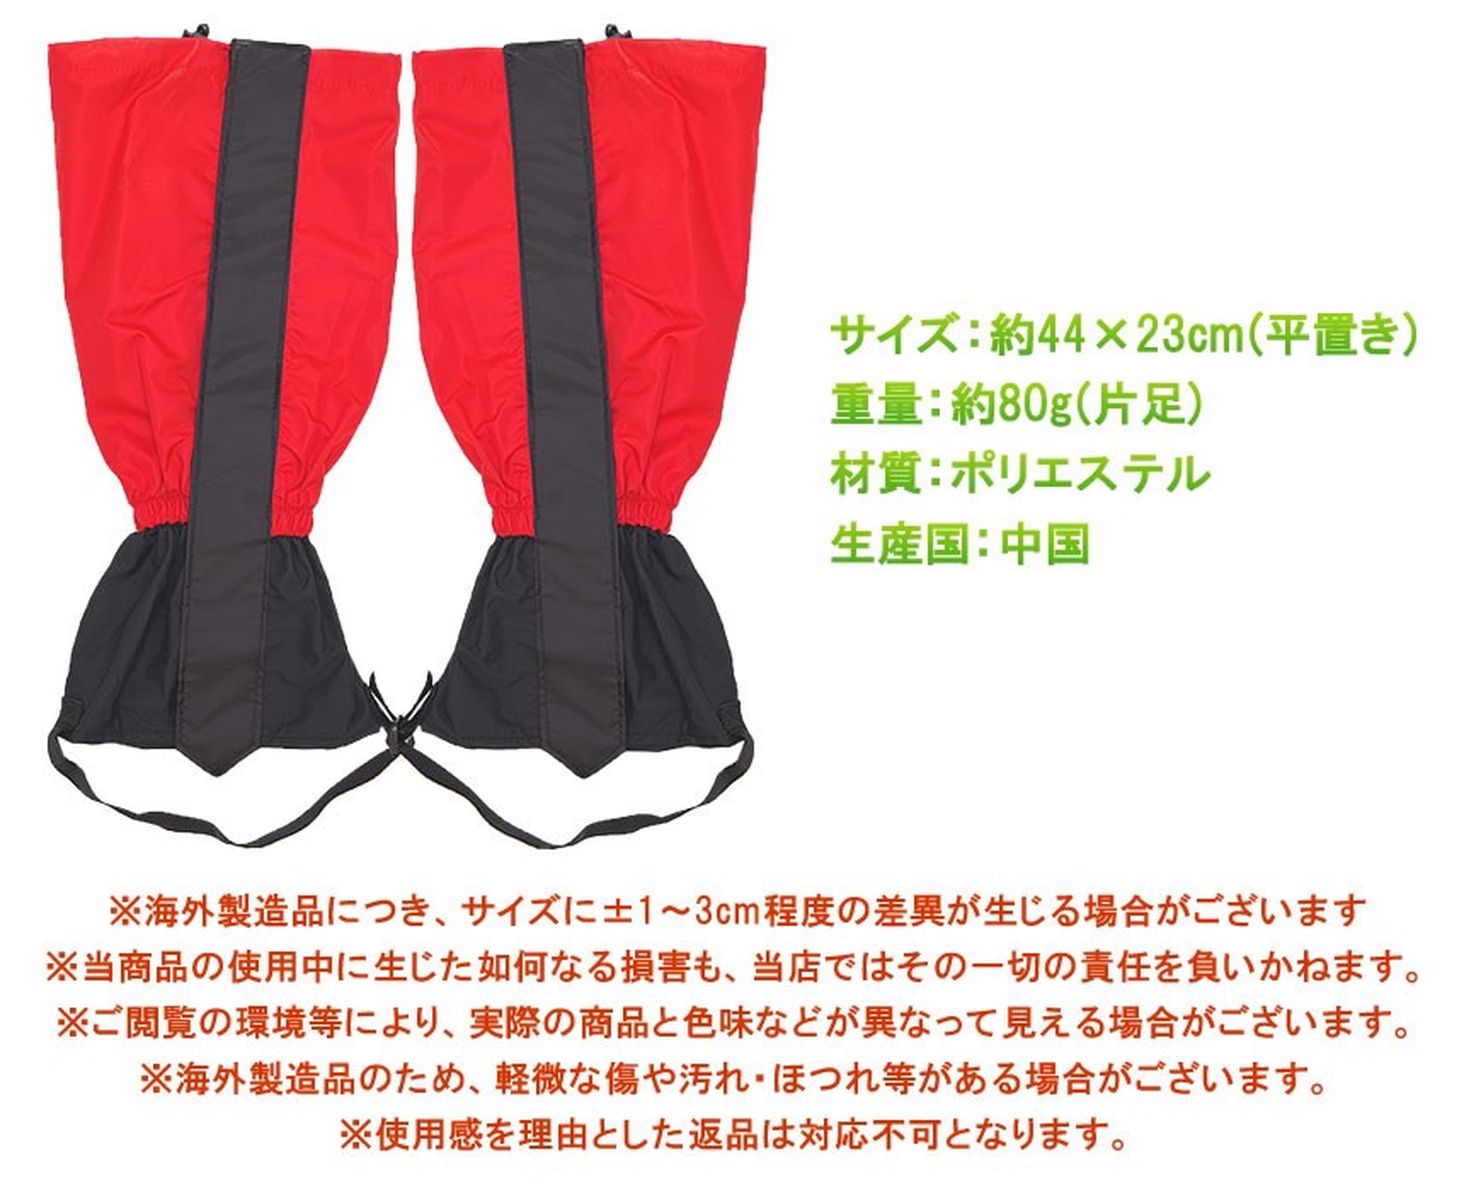 サイズ：約44×23cm(平置き)
重量：約80g(片足)
材質：ポリエステル
生産国：中国
※海外製造品につき、サイズに±1～3cm程度の差異が生じる場合がございます
※当商品の使用中に生じた如何なる損害も、当店ではその一切の責任を負いかねます。
※ご閲覧の環境等により、実際の商品と色味などが異なって見える場合がございます。
※海外製造品のため、軽微な傷や汚れ・ほつれ等がある場合がございます。
※使用感を理由とした返品は対応不可となります。